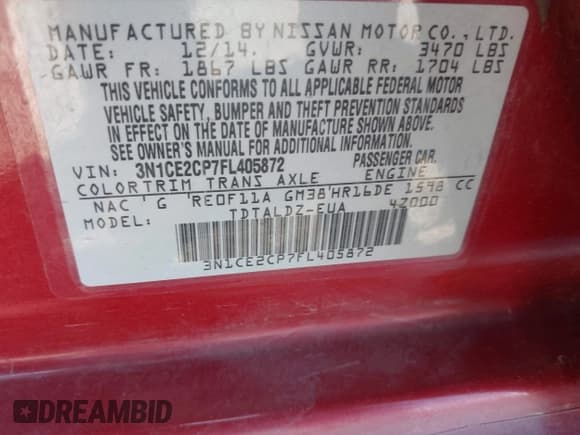 MANUFACTURED BY NISSAN MOTOR CO., LTD.
DATE: 12/14. GVWR: 3470 LBS
GAWR FR: 1867 LBS GAWR RR: 1704 LBS
THIS VEHICLE CONFORMS TO ALL APPLICABLE FEDERAL MOTOR
VEHICLE SAFETY, BUMPER AND THEFT PREVENTION STANDARDS
IN EFFECT ON THE DATE OF MANUFACTURE SHOWN ABOVE.
SEE OWNER'S MANUAL FOR ADDITIONAL INFORMATION.
VIN: 3N1CE2CP7FL405872 PASSENGER CAR.
COLOR TRIM TRANS AXLE ENGINE
NAC G RE0F11A GM38 HR16DE 1598 CC
MODEL: TDTALDZ-EUA 42000
3N1CE2CP7FL405872
DREAMBID